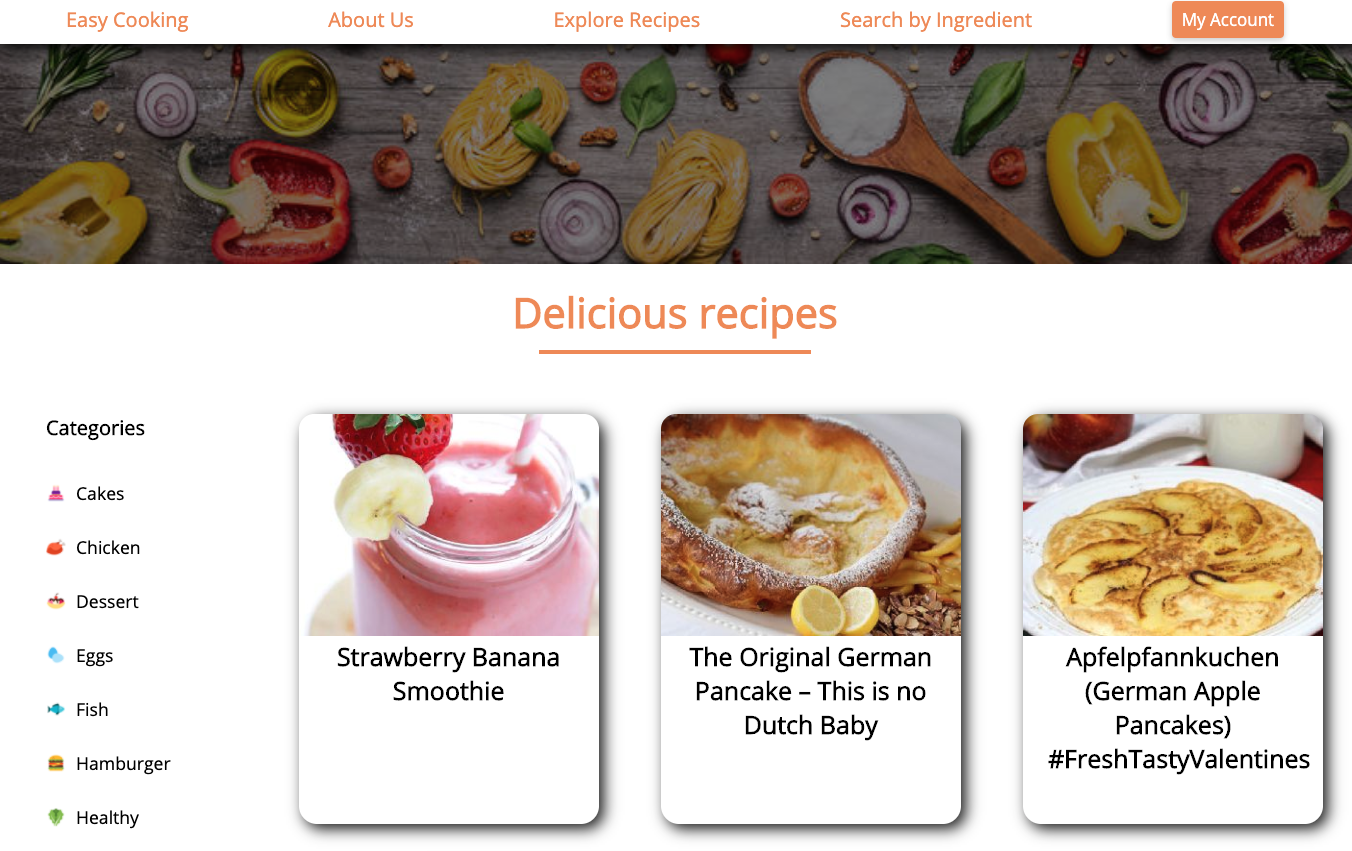 Easy Cooking
About Us
Explore Recipes
Search by Ingredient
My Account
Delicious recipes
Categories
Cakes
Chicken
Dessert
Eggs
Fish
Hamburger
Healthy
Strawberry Banana
Smoothie
The Original German
Pancake – This is no
Dutch Baby
Apfelpfannkuchen
(German Apple
Pancakes)
#FreshTastyValentines